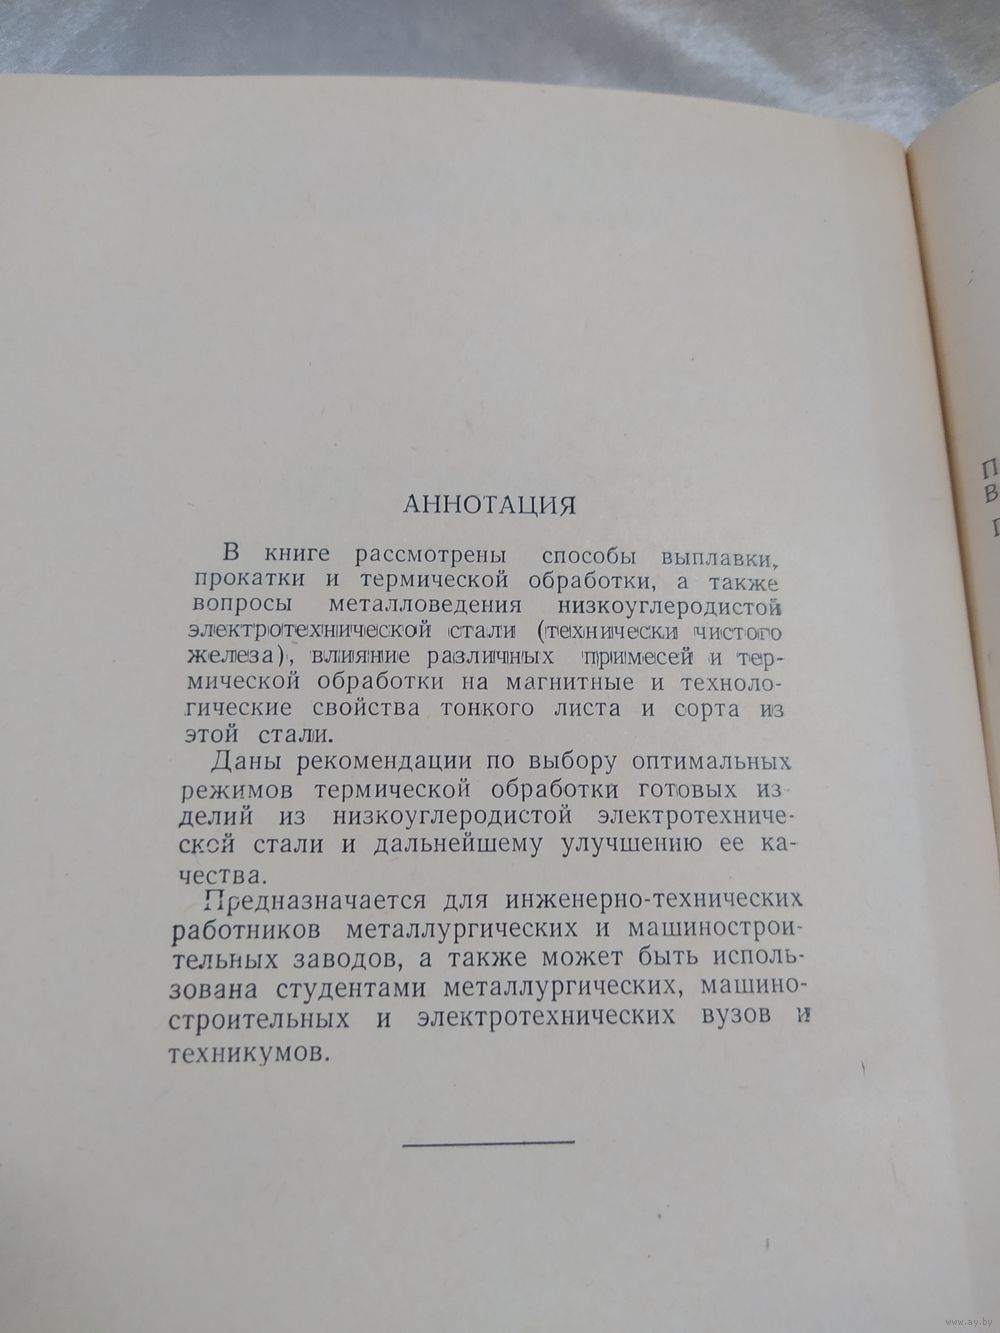 АННОТАЦИЯ
В книге рассмотрены способы выплавки,
прокатки и термической обработки, а также
вопросы металловедения низкоуглеродистой
электротехнической стали (технически чистого
железа), влияние различных примесей и тер-
мической обработки на магнитные и техноло-
гические свойства тонкого листа и сорта из
этой стали.
Даны рекомендации по выбору оптимальных
режимов термической обработки готовых из-
делий из низкоуглеродистой электротехниче-
ской стали и дальнейшему улучшению ее ка-
чества.
Предназначается для инженерно-технических
работников металлургических и машинострои-
тельных заводов, а также может быть исполь-
зована студентами металлургических, машино-
строительных и электротехнических вузов и
техникумов.
www.ay.by